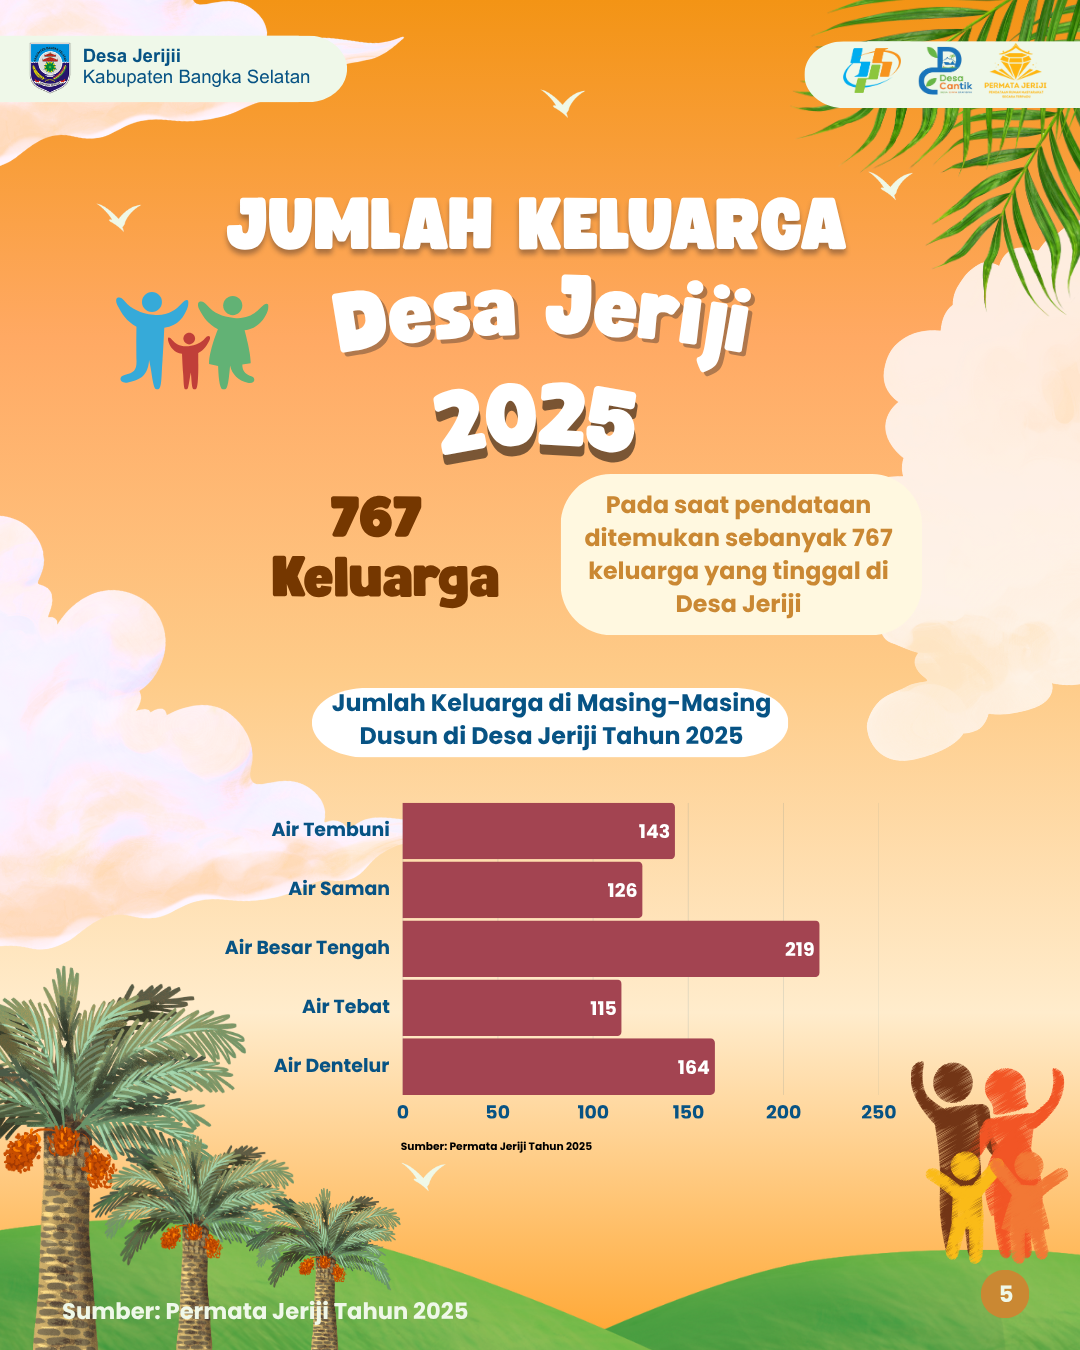 Desa Jerijii
Kabupaten Bangka Selatan
Desa
Cantik
PERMATA JERIJI
JUMLAH KELUARGA
Desa Jeriji
2025
767
Keluarga
Pada saat pendataan
ditemukan sebanyak 767
keluarga yang tinggal di
Desa Jeriji
Jumlah Keluarga di Masing-Masing
Dusun di Desa Jeriji Tahun 2025
Air Tembuni 143
Air Saman 126
Air Besar Tengah 219
Air Tebat 115
Air Dentelur 164
0 50 100 150 200 250
Sumber: Permata Jeriji Tahun 2025
Sumber: Permata Jeriji Tahun 2025
5